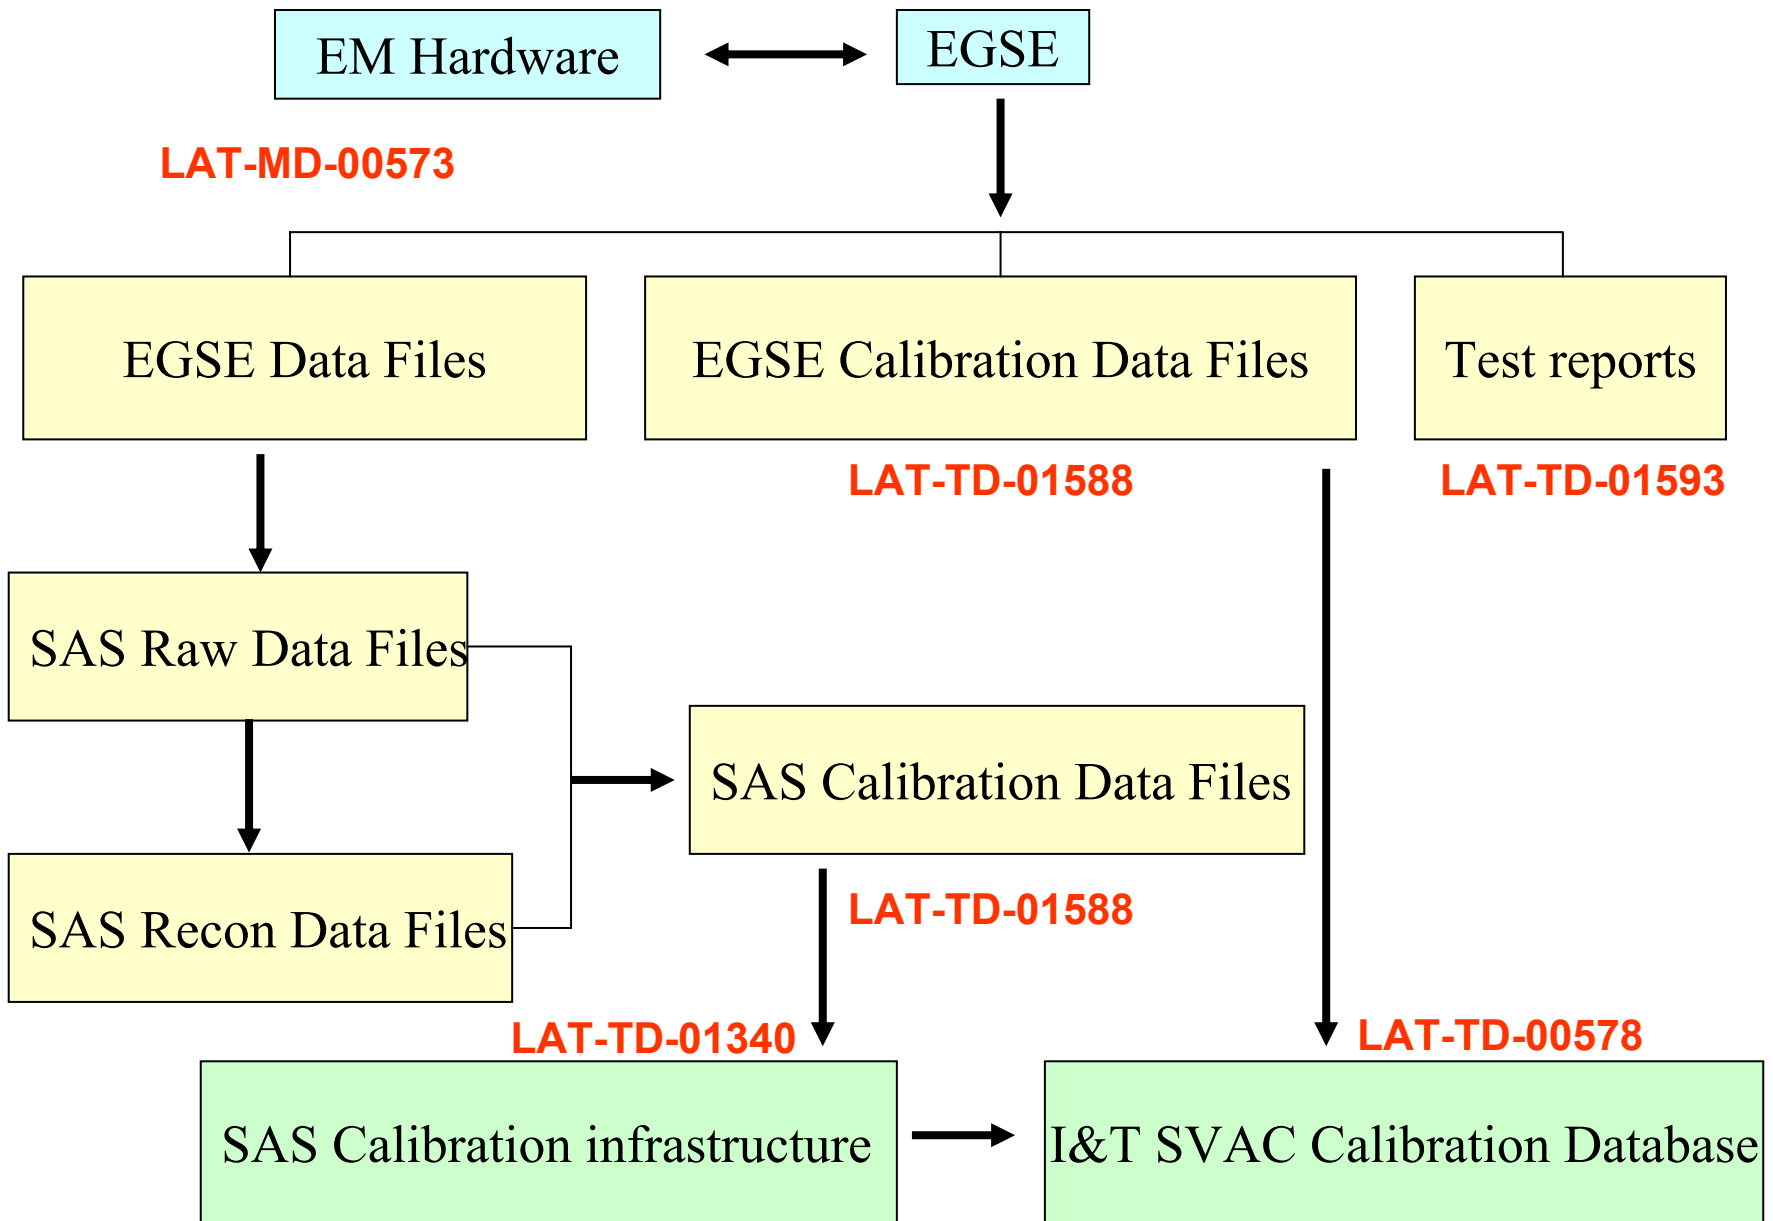 EM Hardware
EGSE
LAT-MD-00573
EGSE Data Files
EGSE Calibration Data Files
Test reports
LAT-TD-01588
LAT-TD-01593
SAS Raw Data Files
SAS Calibration Data Files
LAT-TD-01588
SAS Recon Data Files
LAT-TD-01340
LAT-TD-00578
SAS Calibration infrastructure
I&T SVAC Calibration Database